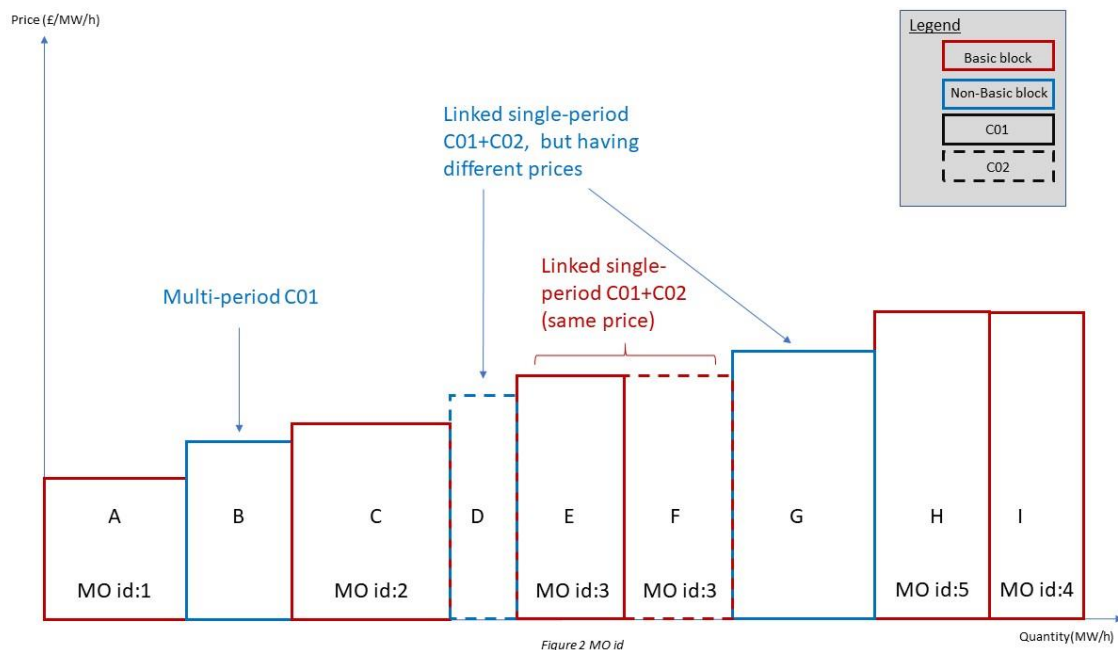 Price (£/MW/h)
Legend
Basic block
Non-Basic block
C01
C02
Linked single-period
C01+C02, but having
different prices
Linked single-
period C01+C02
(same price)
Multi-period C01
A
B
C
D
E
F
G
H
I
MO id:1
MO id:2
MO id:3
MO id:3
MO id:5
MO id:4
Quantity(MW/h)
Figure 2 MO id